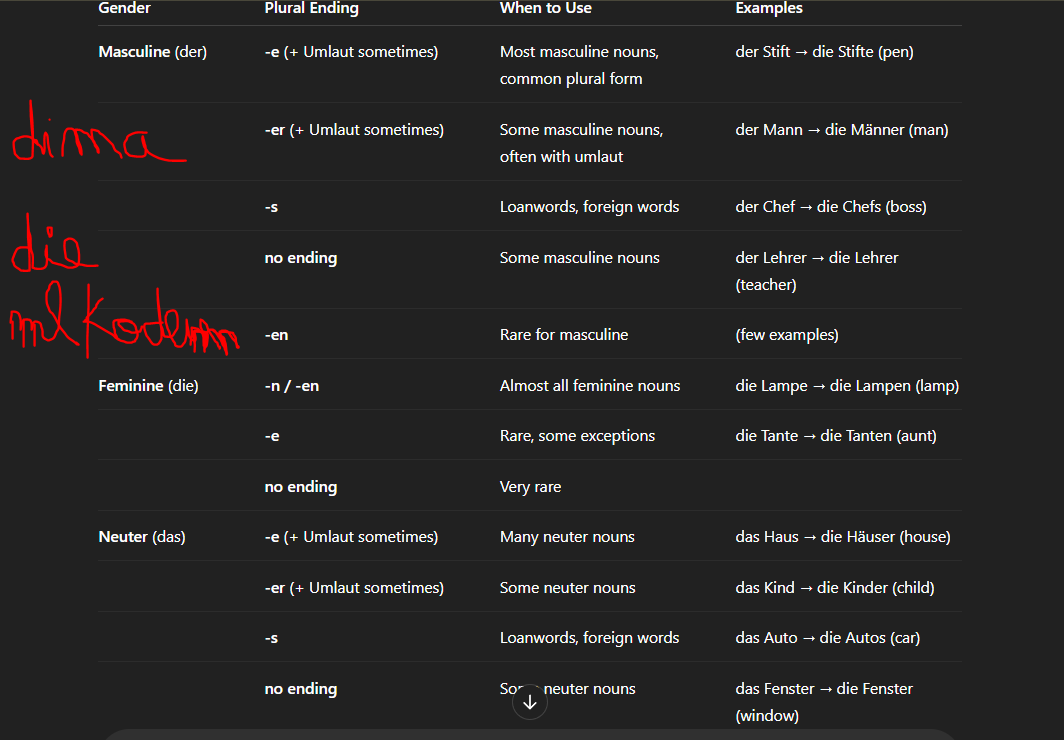 Gender Plural Ending When to Use Examples
Masculine (der) -e (+ Umlaut sometimes) Most masculine nouns, der Stift → die Stifte (pen)
common plural form
-er (+ Umlaut sometimes) Some masculine nouns, der Mann → die Männer (man)
dimma
often with umlaut
-s Loanwords, foreign words der Chef → die Chefs (boss)
die
no ending Some masculine nouns der Lehrer → die Lehrer
(teacher)
-en Rare for masculine (few examples)
Feminine (die) -n / -en Almost all feminine nouns die Lampe → die Lampen (lamp)
-e Rare, some exceptions die Tante → die Tanten (aunt)
no ending Very rare
Neuter (das) -e (+ Umlaut sometimes) Many neuter nouns das Haus → die Häuser (house)
-er (+ Umlaut sometimes) Some neuter nouns das Kind → die Kinder (child)
-s Loanwords, foreign words das Auto → die Autos (car)
no ending neuter nouns das Fenster → die Fenster
(window)